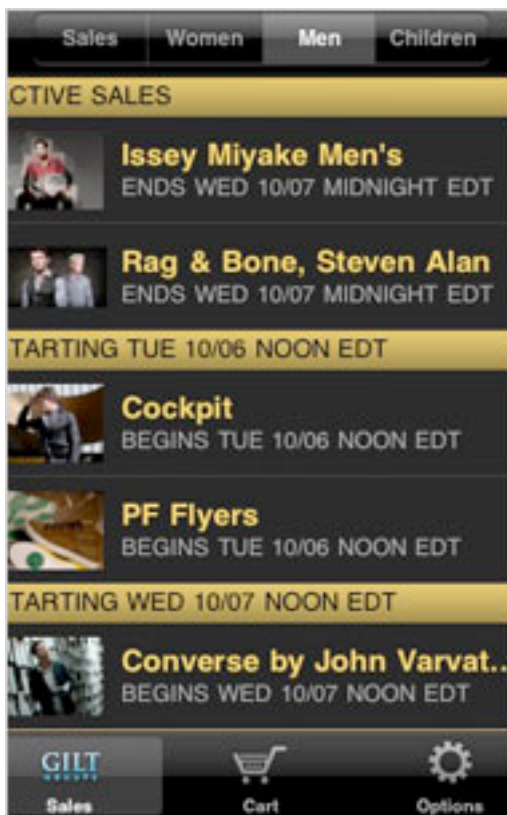 Sales Women Men Children
CTIVE SALES
Issey Miyake Men's
ENDS WED 10/07 MIDNIGHT EDT
Rag & Bone, Steven Alan
ENDS WED 10/07 MIDNIGHT EDT
TARTING TUE 10/06 NOON EDT
Cockpit
BEGINS TUE 10/06 NOON EDT
PF Flyers
BEGINS TUE 10/06 NOON EDT
TARTING WED 10/07 NOON EDT
Converse by John Varvat..
BEGINS WED 10/07 NOON EDT
GILT
GROUPE
Sales Cart Options